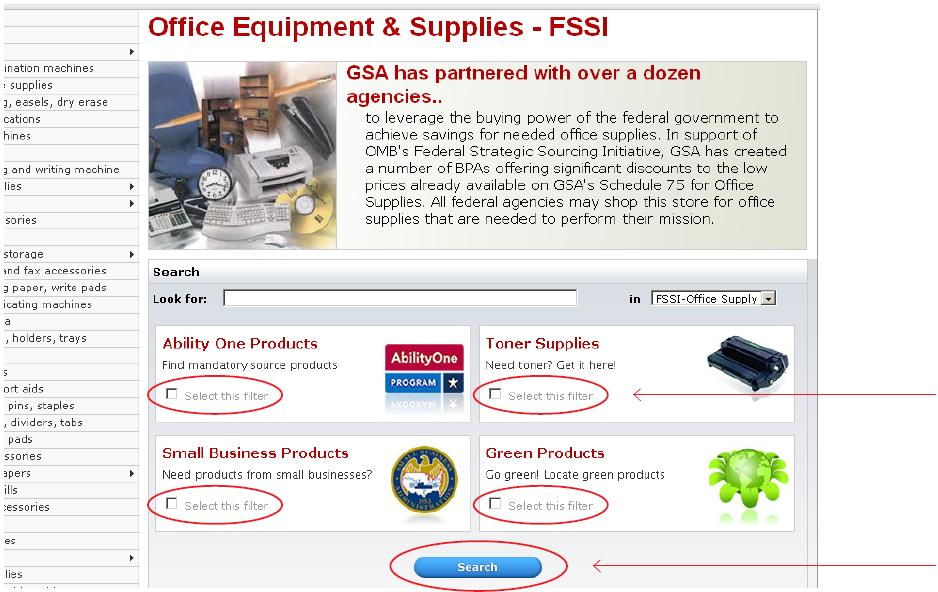 Office Equipment & Supplies - FSSI
ination machines
supplies
g, easels, dry erase
cations
hines
g and writing machine
lies
sories
storage
and fax accessories
g paper, write pads
icating machines
a
, holders, trays
s
ort aids
pins, staples
, dividers, tabs
pads
ssories
apers
ills
cessories
es
lies
GSA has partnered with over a dozen
agencies..
to leverage the buying power of the federal government to
achieve savings for needed office supplies. In support of
OMB's Federal Strategic Sourcing Initiative, GSA has created
a number of BPAs offering significant discounts to the low
prices already available on GSA's Schedule 75 for Office
Supplies. All federal agencies may shop this store for office
supplies that are needed to perform their mission.
Search
Look for:
in FSSI-Office Supply
Ability One Products
Find mandatory source products
Select this filter
AbilityOne
PROGRAM
Toner Supplies
Need toner? Get it here!
Select this filter
Small Business Products
Need products from small businesses?
Select this filter
Green Products
Go green! Locate green products
Select this filter
Search